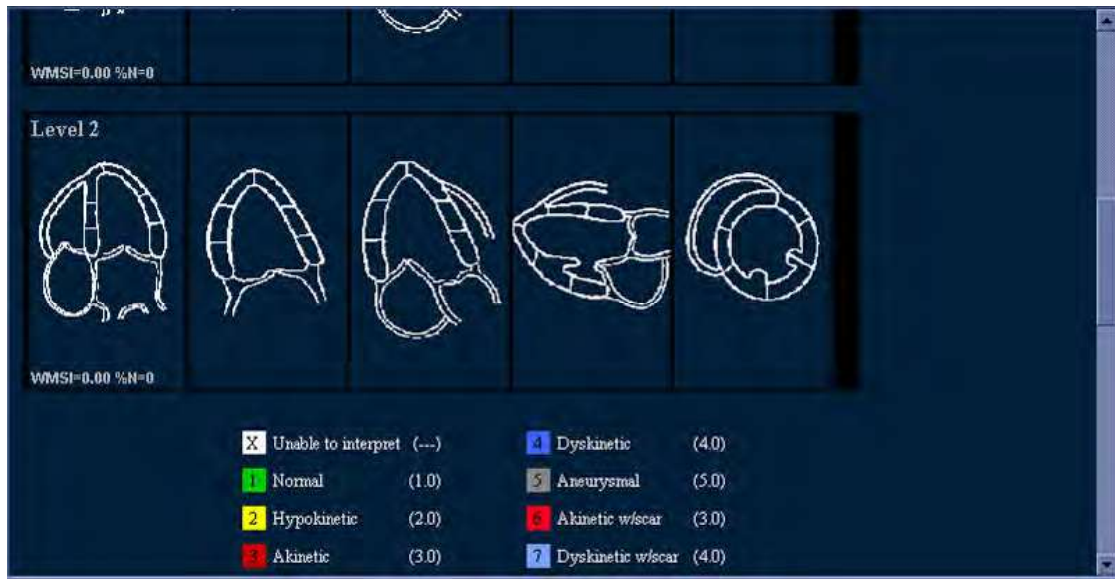 WMSI=0.00 %N=0
Level 2
WMSI=0.00 %N=0
X Unable to interpret (---)
1 Normal (1.0)
2 Hypokinetic (2.0)
3 Akinetic (3.0)
4 Dyskinetic (4.0)
5 Aneurysmal (5.0)
6 Akinetic w/scar (3.0)
7 Dyskinetic w/scar (4.0)